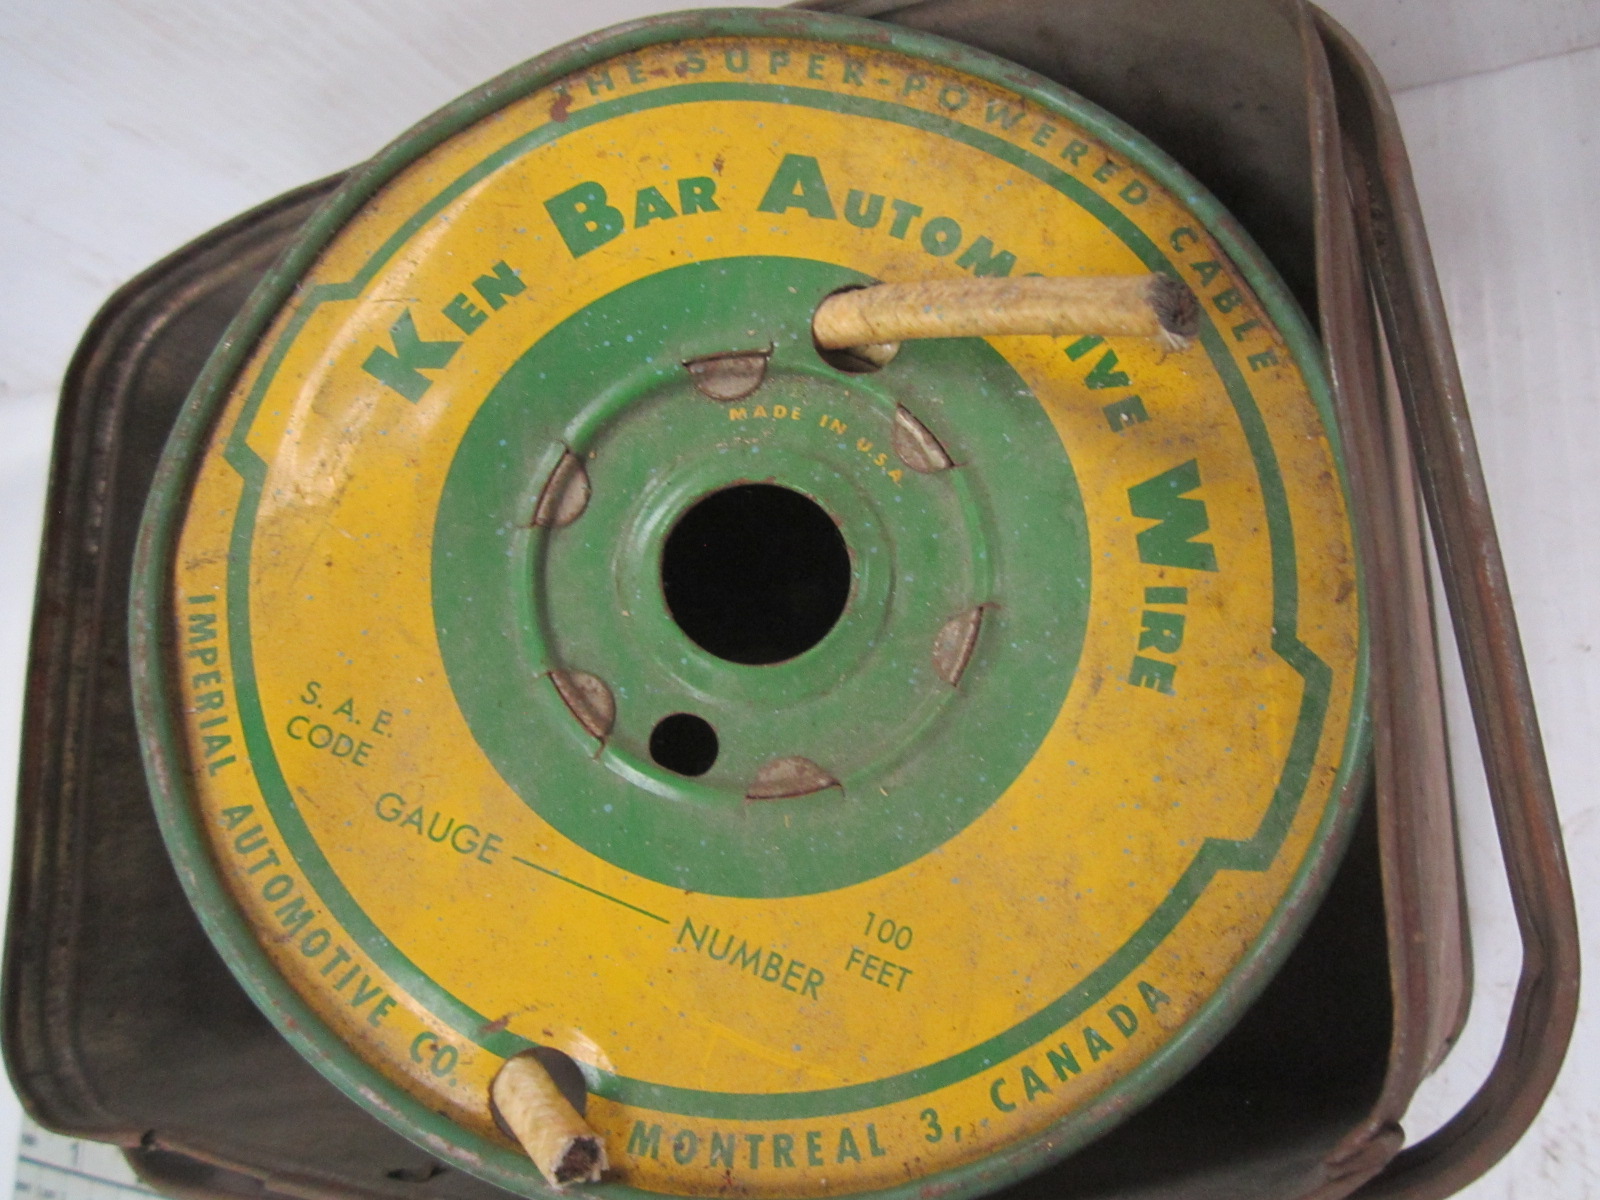 THE SUPER-POWERED CABLE
KEN BAR AUTOMOTIVE WIRE
MADE IN U.S.A
S. A. E.
CODE
GAUGE
NUMBER
100
FEET
IMPERIAL AUTOMOTIVE CO.
MONTREAL 3, CANADA